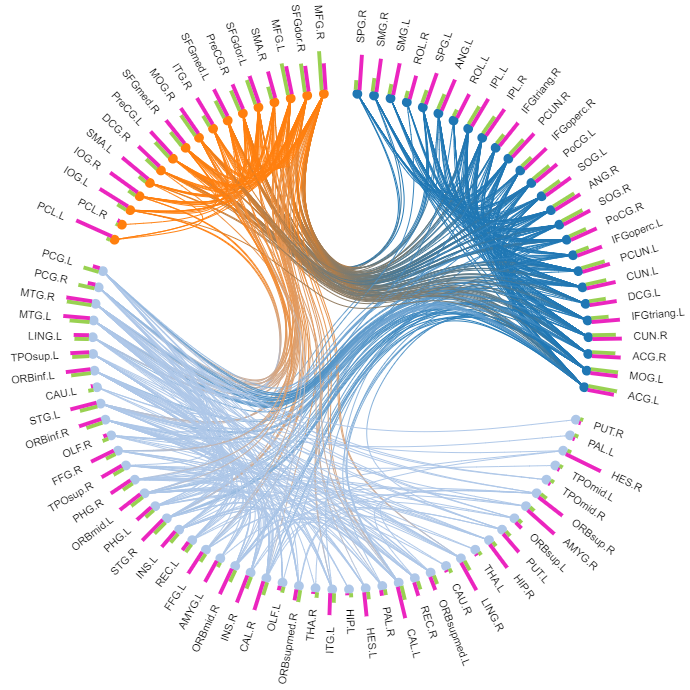 SPG.R
SMG.R
SMG.L
ROL.R
SPG.L
ANG.L
ROL.L
IPL.L
IPL.R
IFGtriang.R
PCUN.R
IFGoperc.R
PoCG.L
SOG.L
ANG.R
SOG.R
PoCG.R
IFGoperc.L
PCUN.L
CUN.L
DCG.L
IFGtriang.L
CUN.R
ACG.R
MOG.L
ACG.L
PUT.R
PAL.L
HES.R
TPOmid.L
TPOmid.R
ORBsup.R
AMYG.R
ORBsup.L
PUT.L
HIP.R
THA.L
LING.R
CAU.R
ORBsupmed.L
REC.R
CAL.L
PAL.R
HES.L
HIP.L
ITG.L
THA.R
ORBsupmed.R
OLF.L
CAL.R
INS.R
ORBmid.R
AMYG.L
FFG.L
REC.L
INS.L
STG.R
PHG.L
ORBmid.L
PHG.R
TPOsup.R
FFG.R
OLF.R
ORBinf.R
STG.L
CAU.L
ORBinf.L
TPOsup.L
LING.L
MTG.L
MTG.R
PCG.R
PCG.L
PCL.L
PCL.R
IOG.L
IOG.R
SMA.L
DCG.R
PreCG.L
SFGmed.R
MOG.R
ITG.R
SFGmed.L
PreCG.R
SFGdor.L
SMA.R
MFG.L
SFGdor.R
MFG.R